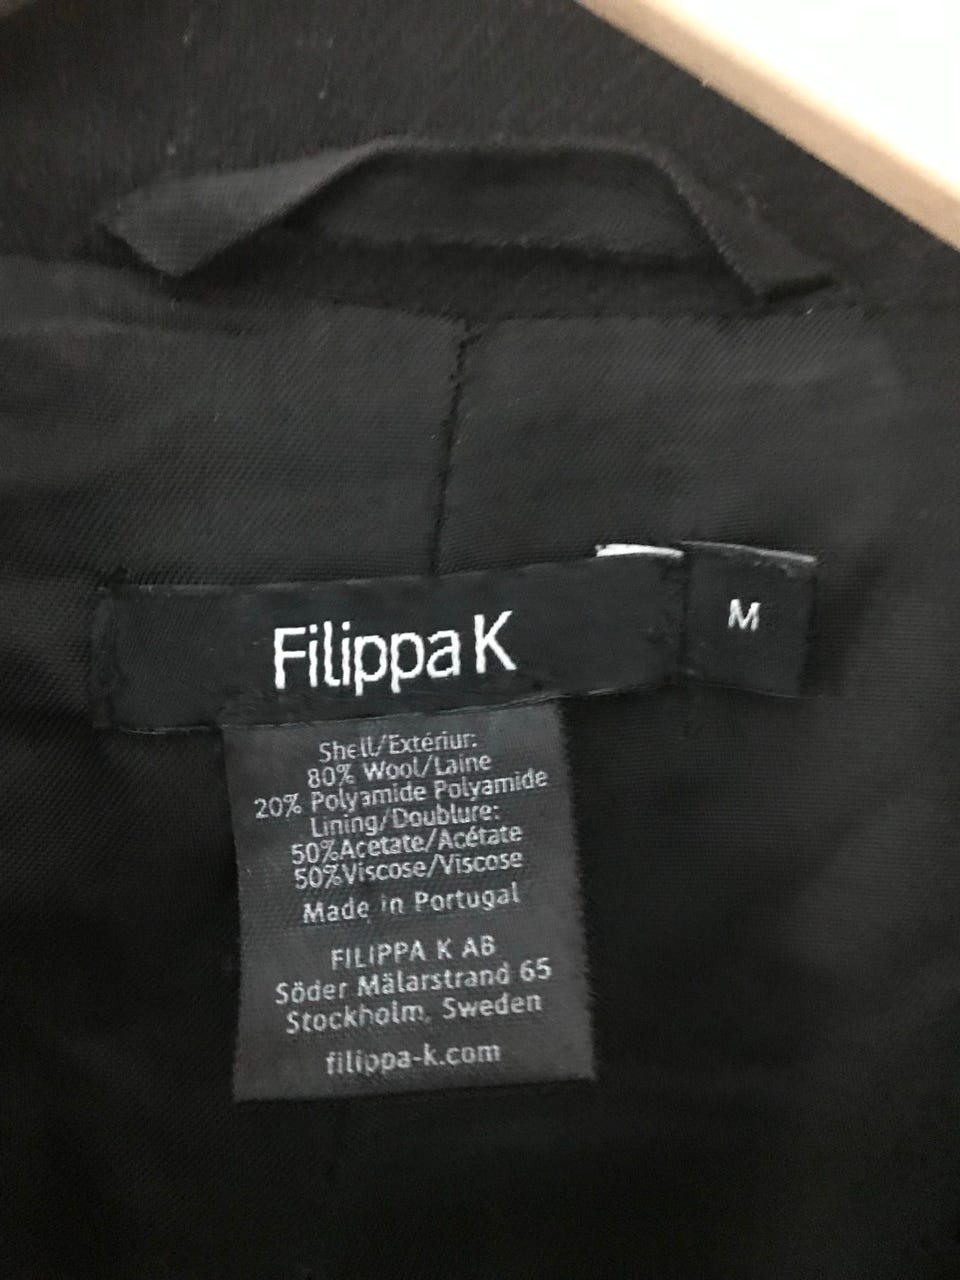 Filippa K
M
Shell/Extériur:
80% Wool/Laine
20% Polyamide Polyamide
Lining/Doublure:
50%Acetate/Acétate
50%Viscose/Viscose
Made in Portugal
FILIPPA K AB
Söder Mälarstrand 65
Stockholm, Sweden
filippa-k.com